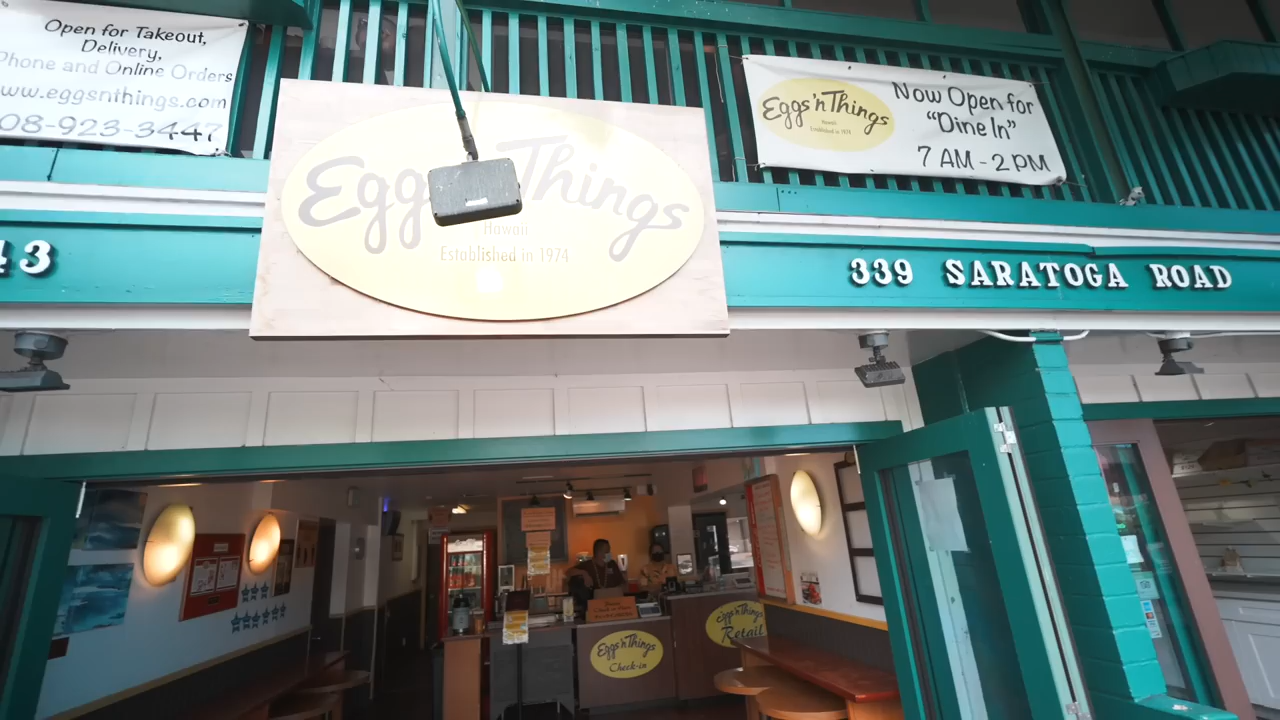 Open for Takeout,
Delivery,
Phone and Online Orders
www.eggsnthings.com
08-923-3447
Eggs 'n Things
Hawaii
Established in 1974
Now Open for
"Dine In"
7 AM - 2 PM
Eggs Things
Hawaii
Established in 1974
43
339 SARATOGA ROAD
Eggs 'n Things
Check-in
Eggs 'n Things
Retail